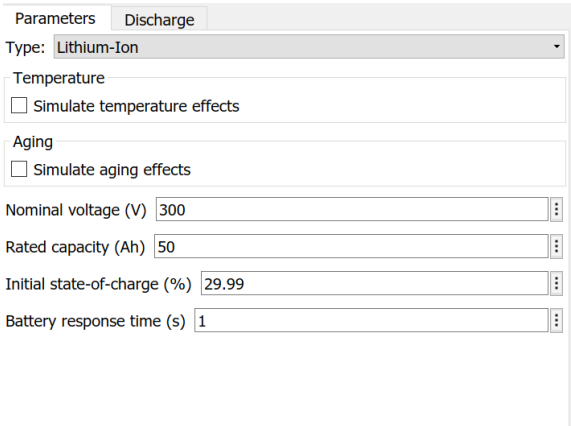 Parameters Discharge
Type: Lithium-Ion
Temperature
Simulate temperature effects
Aging
Simulate aging effects
Nominal voltage (V) 300
Rated capacity (Ah) 50
Initial state-of-charge (%) 29.99
Battery response time (s) 1